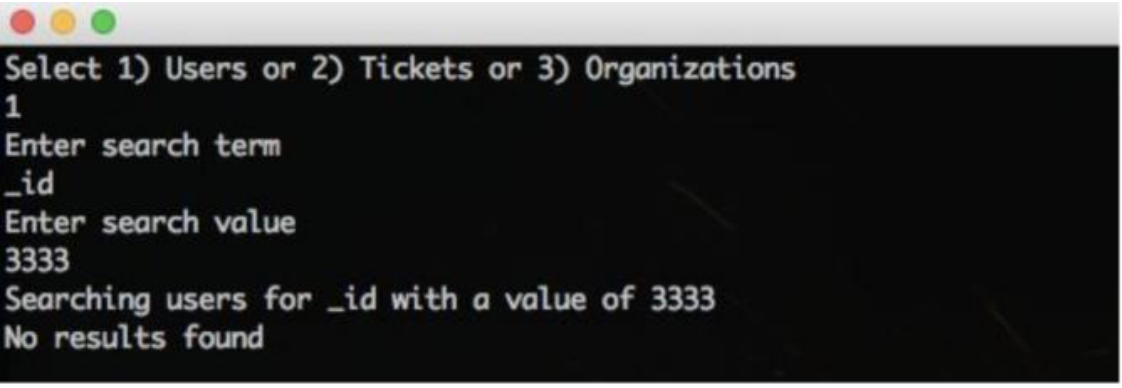 Select 1) Users or 2) Tickets or 3) Organizations
1
Enter search term
_id
Enter search value
3333
Searching users for _id with a value of 3333
No results found